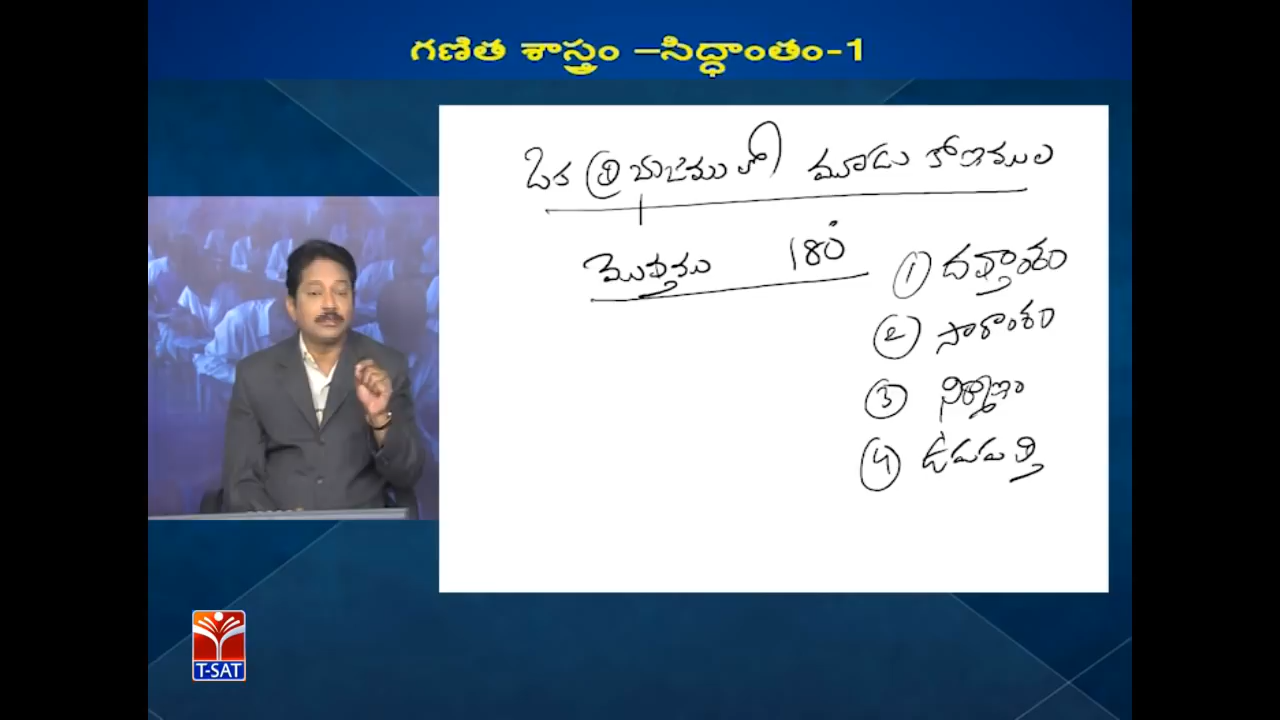 గణిత శాస్త్రం –సిద్ధాంతం-1
ఒక త్రిభుజములో మూడు కోణముల
మొత్తము 180°
① దత్తాంశం
② సారాంశం
③ నిర్మాణం
④ ఉపపత్తి
T-SAT